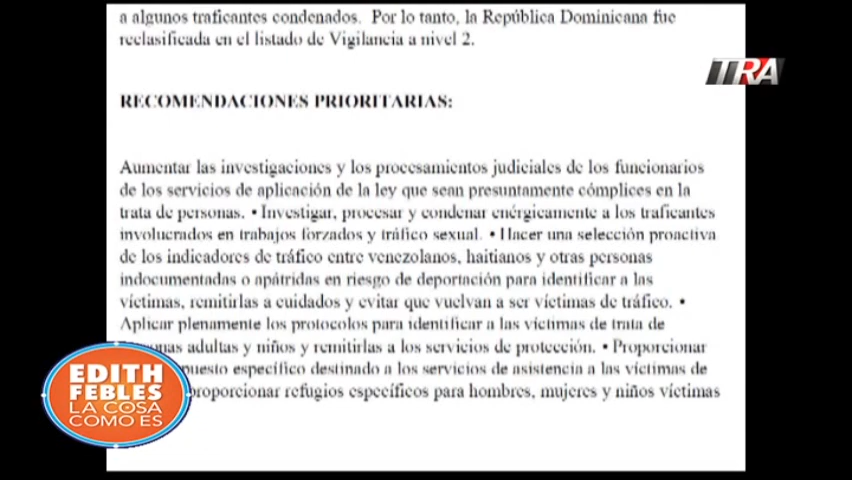 a algunos traficantes condenados. Por lo tanto, la República Dominicana fue
reclasificada en el listado de Vigilancia a nivel 2.
TRA
RECOMENDACIONES PRIORITARIAS:
Aumentar las investigaciones y los procesamientos judiciales de los funcionarios
de los servicios de aplicación de la ley que sean presuntamente cómplices en la
trata de personas. • Investigar, procesar y condenar enérgicamente a los traficantes
involucrados en trabajos forzados y tráfico sexual. • Hacer una selección proactiva
de los indicadores de tráfico entre venezolanos, haitianos y otras personas
indocumentadas o apátridas en riesgo de deportación para identificar a las
víctimas, remitirlas a cuidados y evitar que vuelvan a ser víctimas de tráfico. •
Aplicar plenamente los protocolos para identificar a las víctimas de trata de
adultas y niños y remitirlas a los servicios de protección. • Proporcionar
específico destinado a los servicios de asistencia a las víctimas de
proporcionar refugios específicos para hombres, mujeres y niños víctimas
EDITH
FEBLES
LA COSA
COMO ES